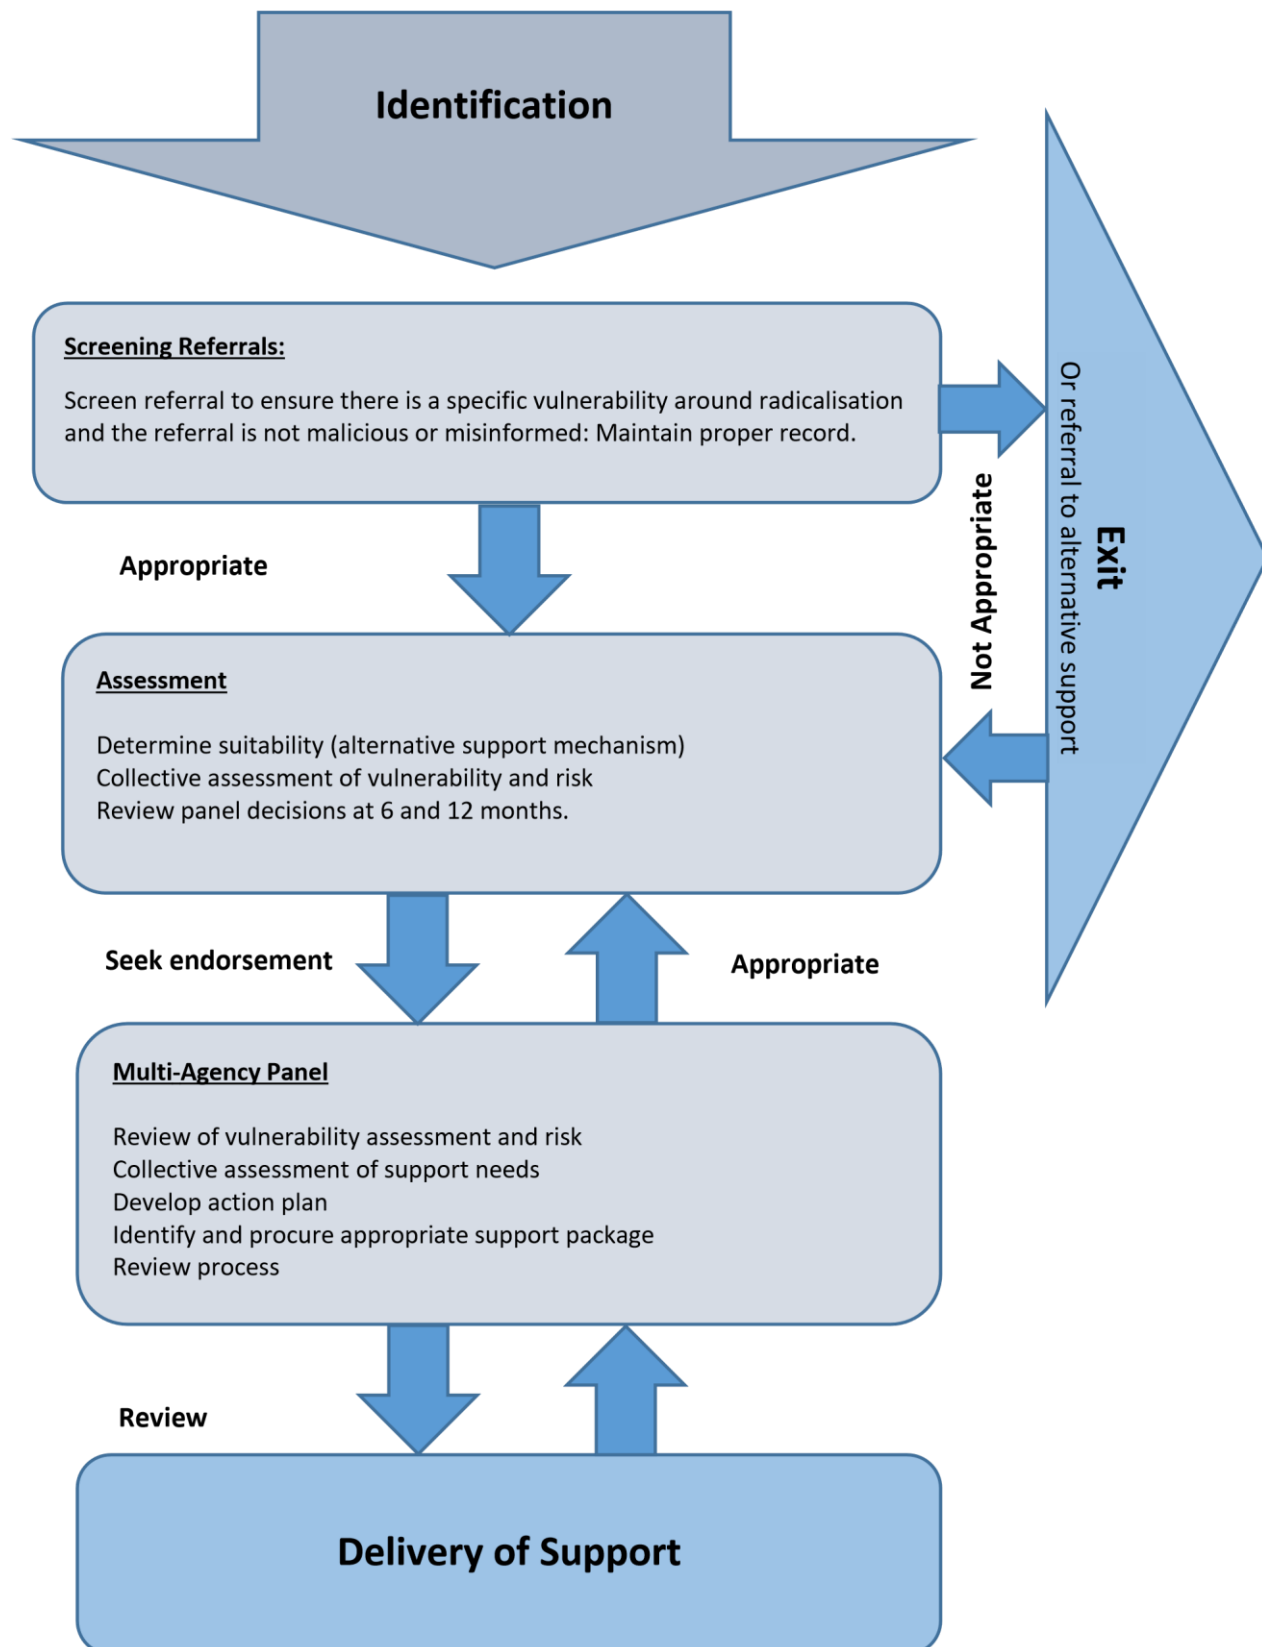 Identification
Screening Referrals:
Screen referral to ensure there is a specific vulnerability around radicalisation
and the referral is not malicious or misinformed: Maintain proper record.
Appropriate
Not Appropriate
Exit
Or referral to alternative support
Assessment
Determine suitability (alternative support mechanism)
Collective assessment of vulnerability and risk
Review panel decisions at 6 and 12 months.
Seek endorsement
Appropriate
Multi-Agency Panel
Review of vulnerability assessment and risk
Collective assessment of support needs
Develop action plan
Identify and procure appropriate support package
Review process
Review
Delivery of Support